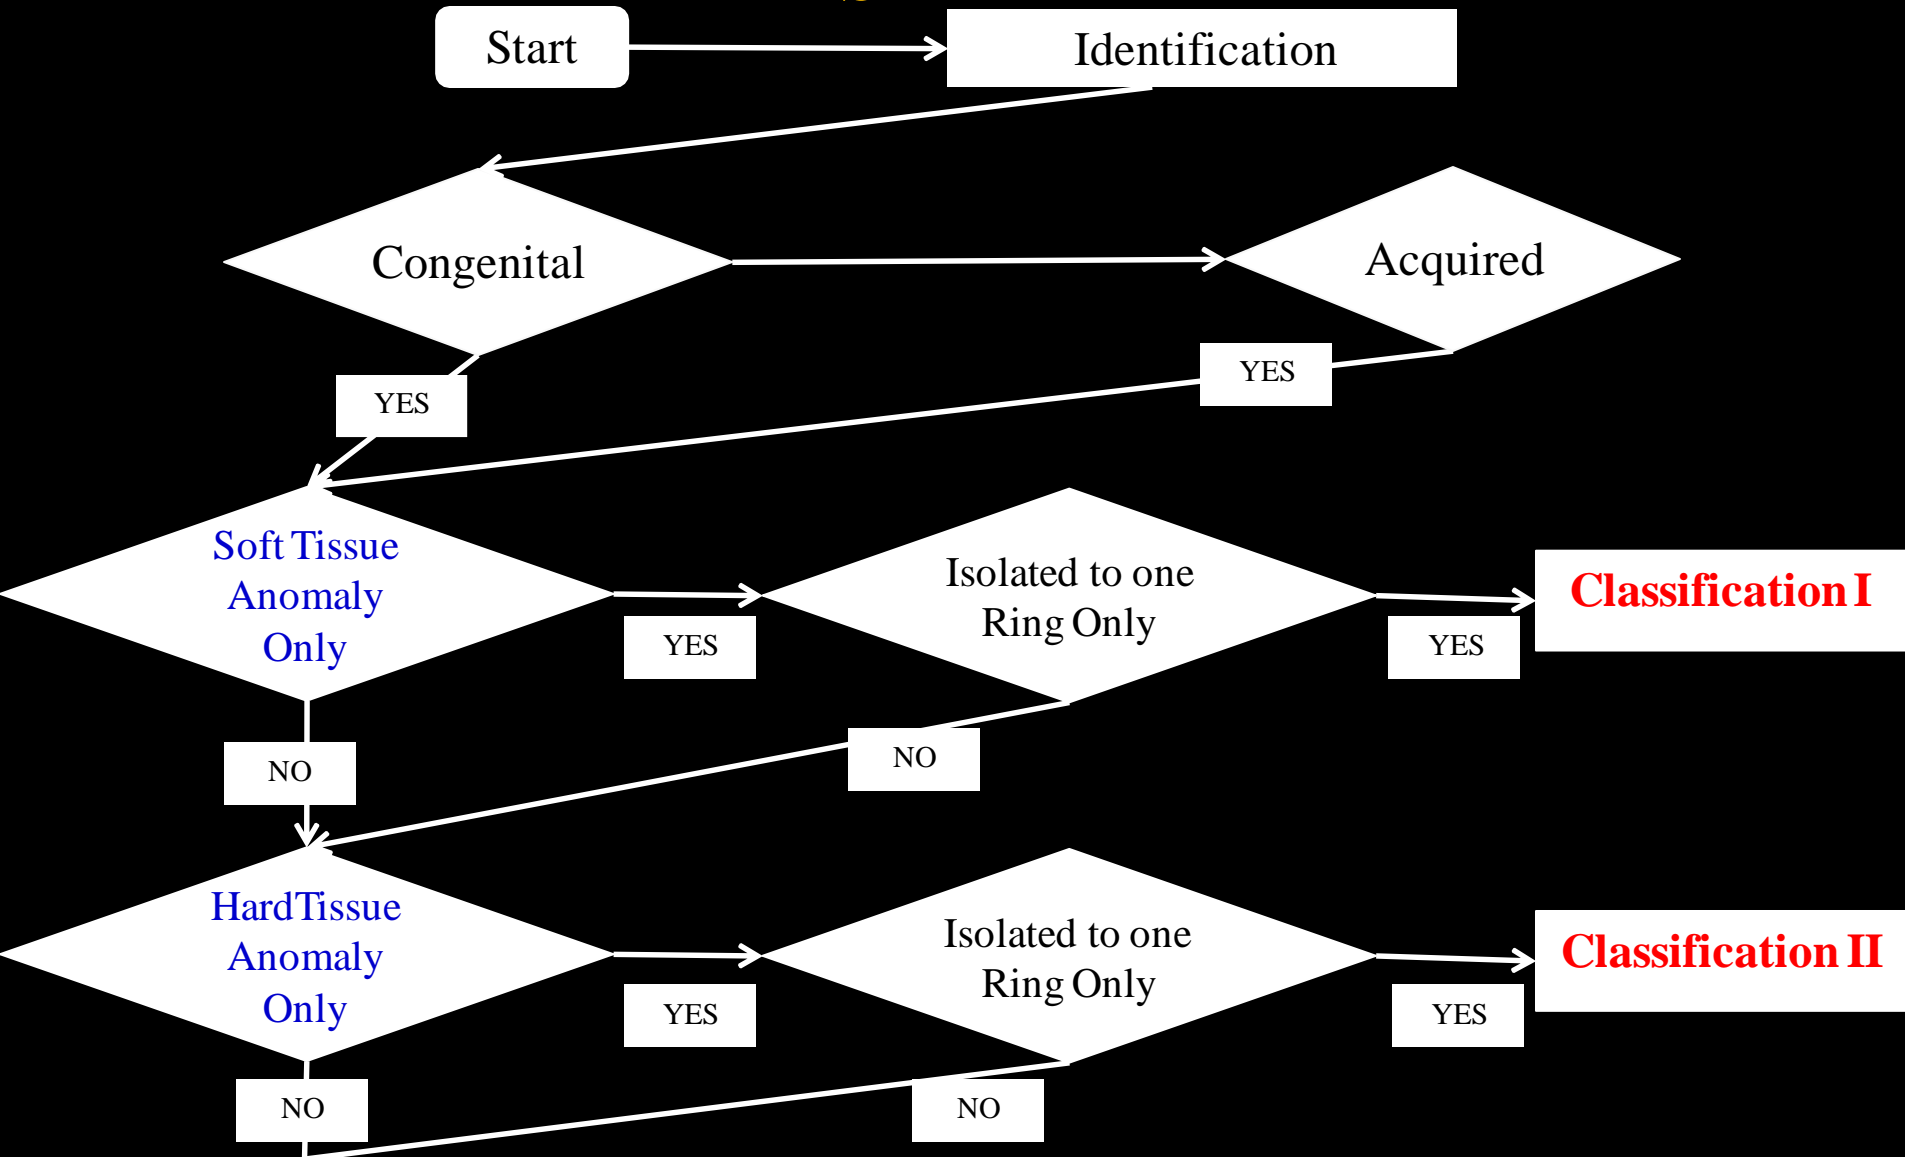 Start
Identification
Congenital
Acquired
YES
YES
Soft Tissue
Anomaly
Only
YES
Isolated to one
Ring Only
YES
Classification I
NO
NO
HardTissue
Anomaly
Only
YES
Isolated to one
Ring Only
YES
Classification II
NO
NO